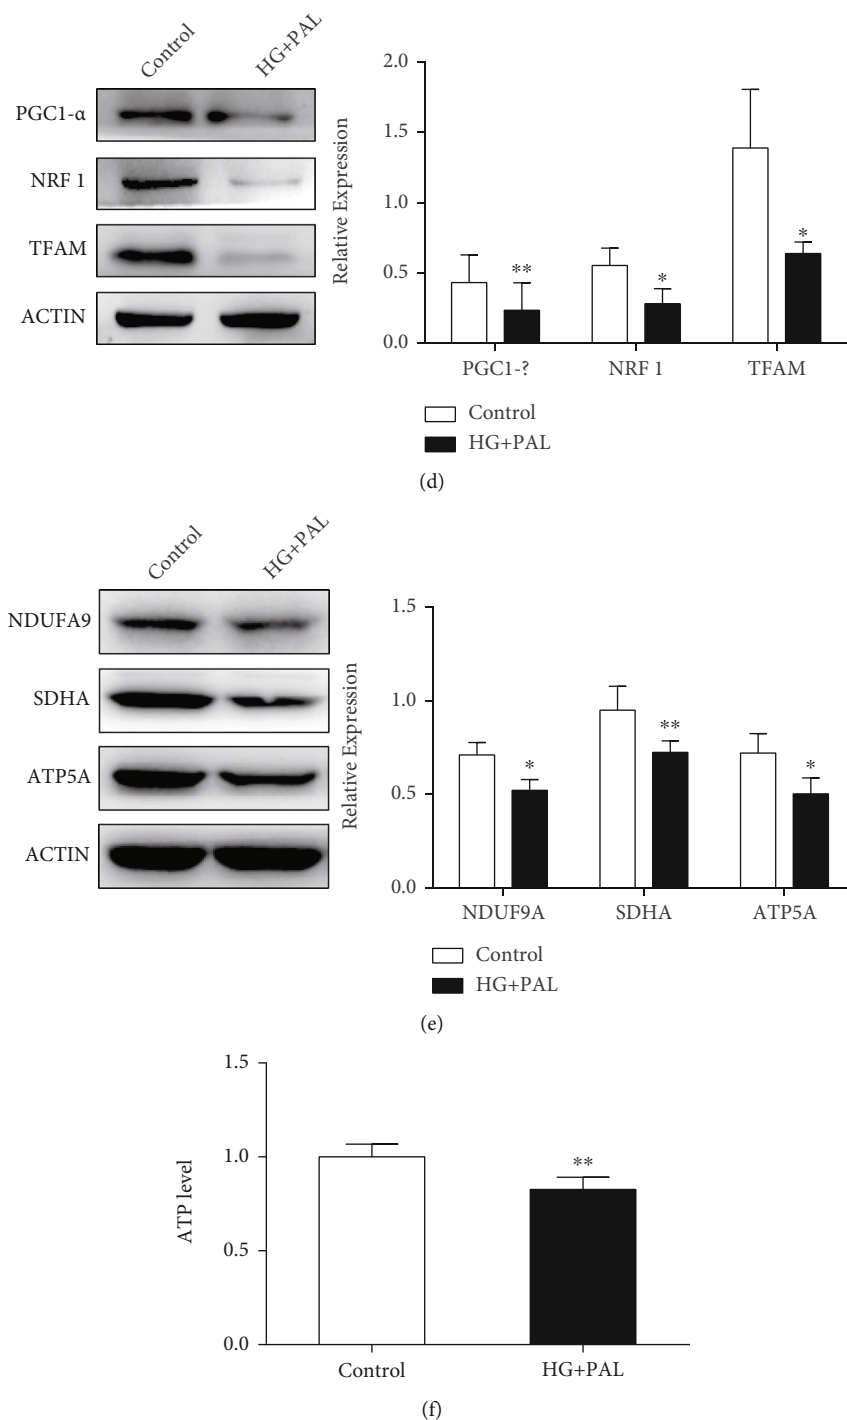 Control HG+PAL
PGC1-α
NRF 1
TFAM
ACTIN
Relative Expression
2.0
1.5
1.0
0.5
0.0
** * *
PGC1-? NRF 1 TFAM
Control
HG+PAL
(d)
Control HG+PAL
NDUFA9
SDHA
ATP5A
ACTIN
Relative Expression
1.5
1.0
0.5
0.0
* ** *
NDUF9A SDHA ATP5A
Control
HG+PAL
(e)
ATP level
1.5
1.0
0.5
0.0
**
Control HG+PAL
(f)